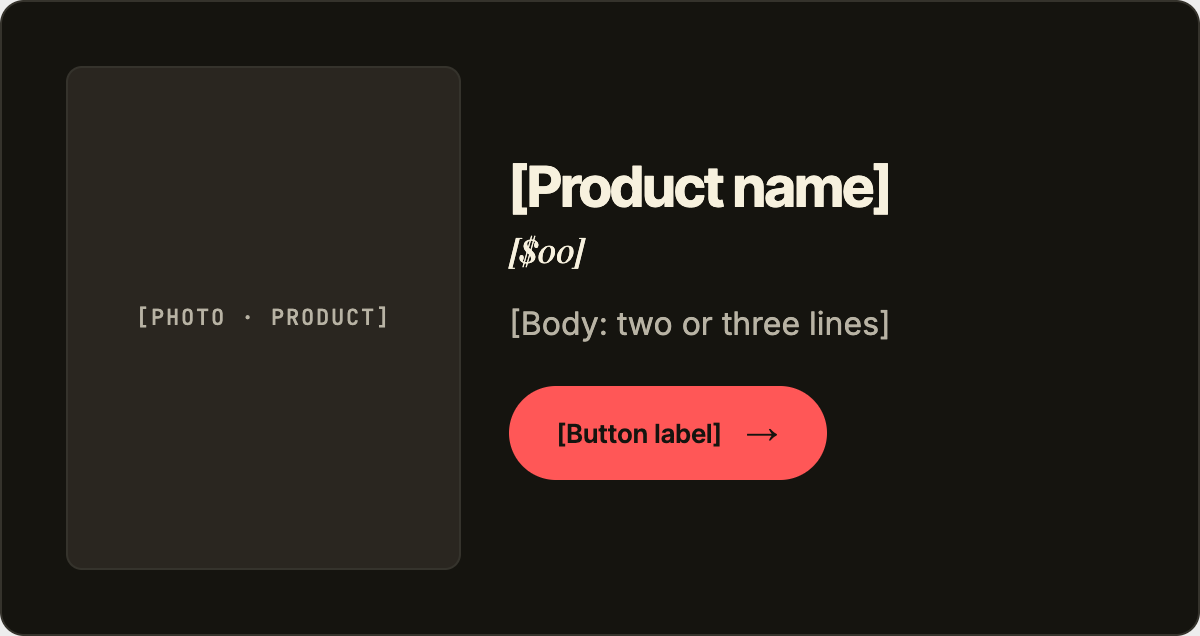 [PHOTO · PRODUCT]
[Product name]
[$00]
[Body: two or three lines]
[Button label] →